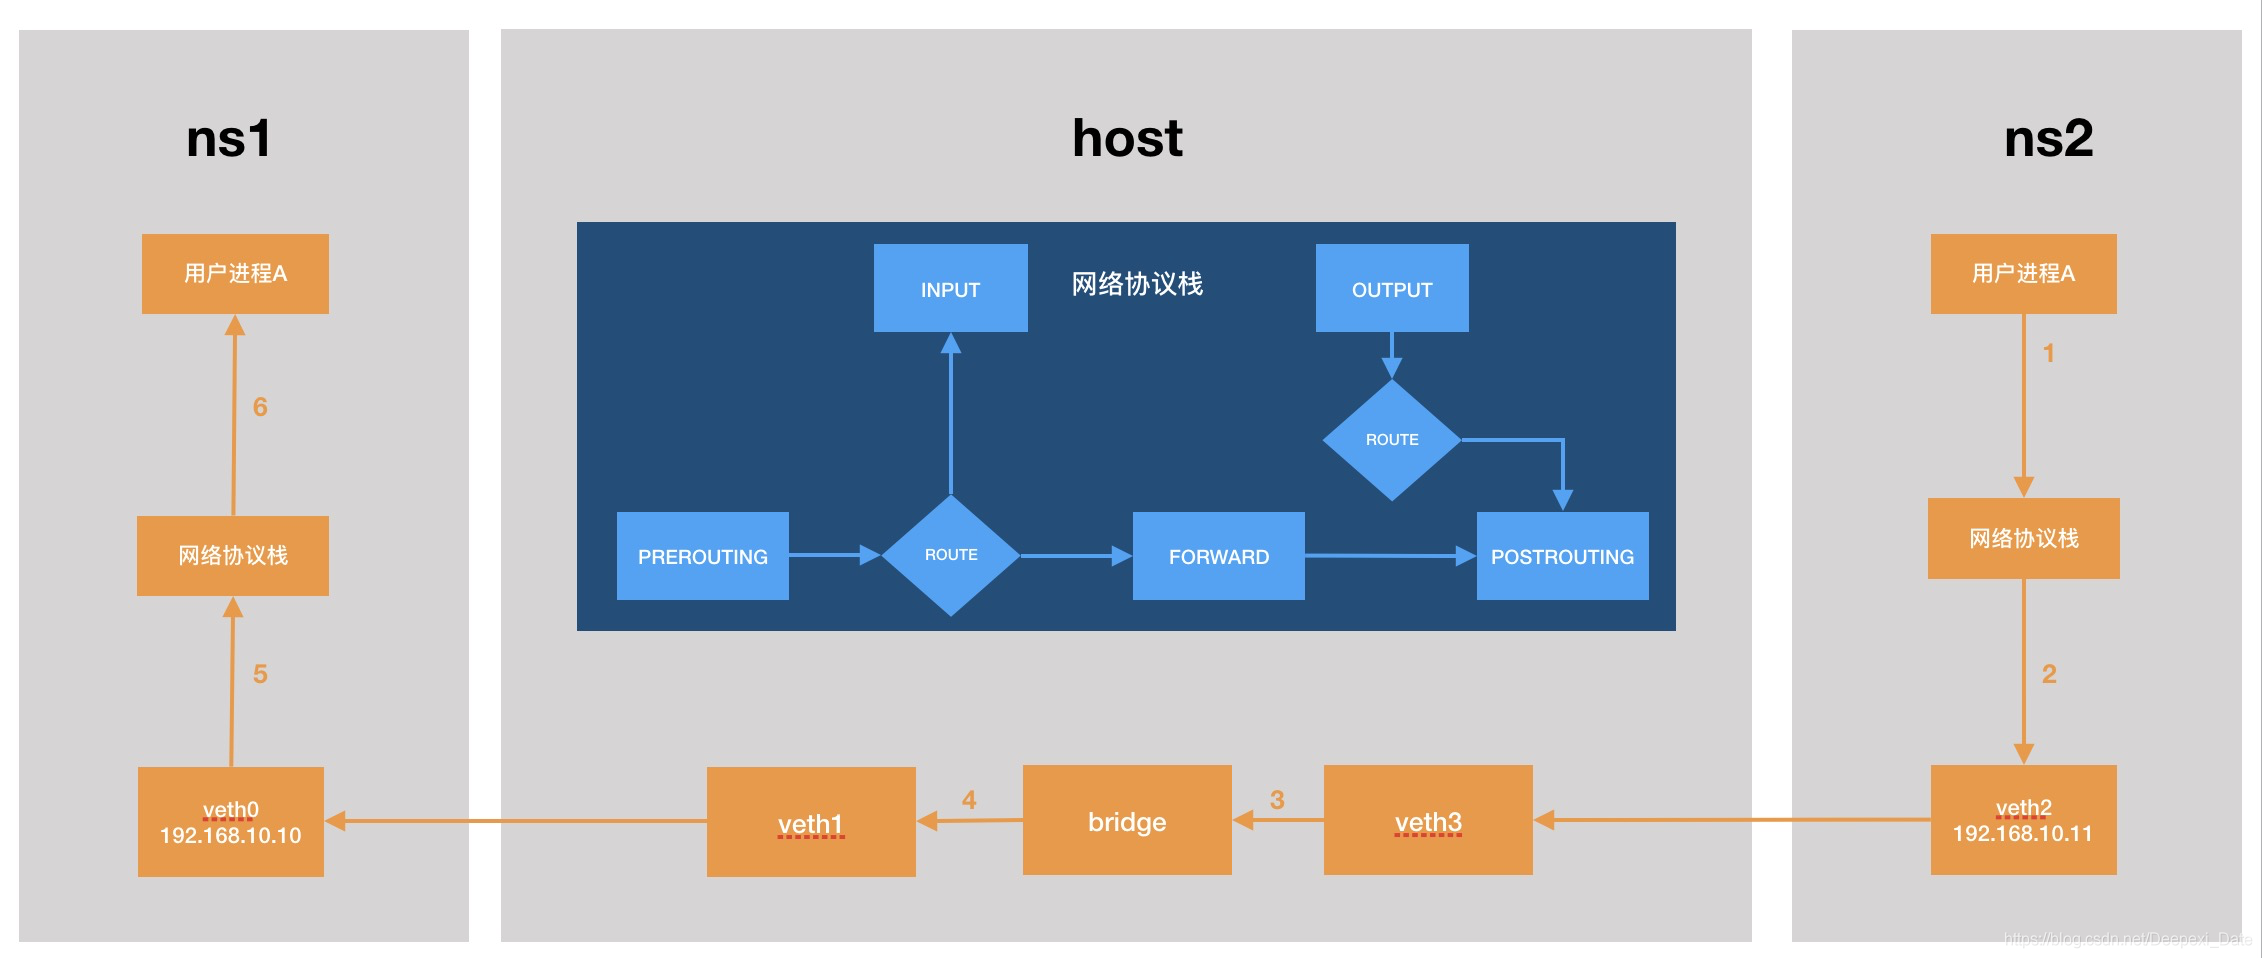 ns1
用户进程A
6
网络协议栈
5
veth0
192.168.10.10
host
网络协议栈
INPUT
OUTPUT
ROUTE
PREROUTING
ROUTE
FORWARD
POSTROUTING
veth1
4
bridge
3
veth3
ns2
用户进程A
1
网络协议栈
2
veth2
192.168.10.11
https://blog.csdn.net/Deepexi_Date